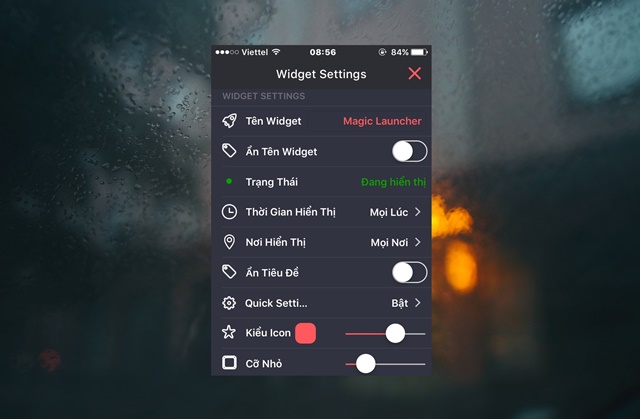 Viettel 08:56 84%
Widget Settings
WIDGET SETTINGS
Tên Widget Magic Launcher
Ẩn Tên Widget
Trạng Thái Đang hiển thị
Thời Gian Hiển Thị Mọi Lúc
Nơi Hiển Thị Mọi Nơi
Ẩn Tiêu Đề
Quick Setti... Bật
Kiểu Icon
Cỡ Nhỏ